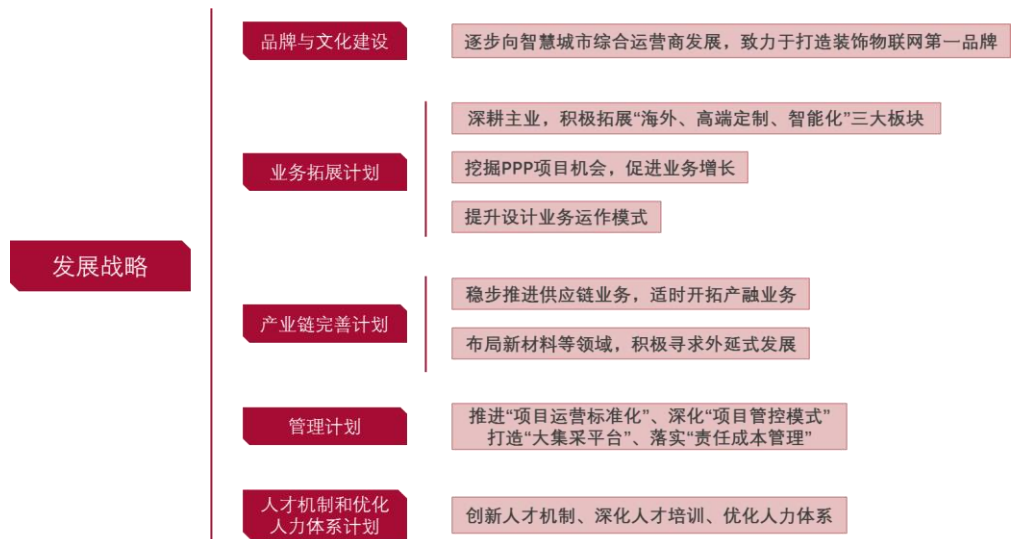 发展战略
品牌与文化建设
逐步向智慧城市综合运营商发展，致力于打造装饰物联网第一品牌
业务拓展计划
深耕主业，积极拓展“海外、高端定制、智能化”三大板块
挖掘PPP项目机会，促进业务增长
提升设计业务运作模式
产业链完善计划
稳步推进供应链业务，适时开拓产融业务
布局新材料等领域，积极寻求外延式发展
管理计划
推进“项目运营标准化”、深化“项目管控模式”
打造“大集采平台”、落实“责任成本管理”
人才机制和优化
人力体系计划
创新人才机制、深化人才培训、优化人力体系